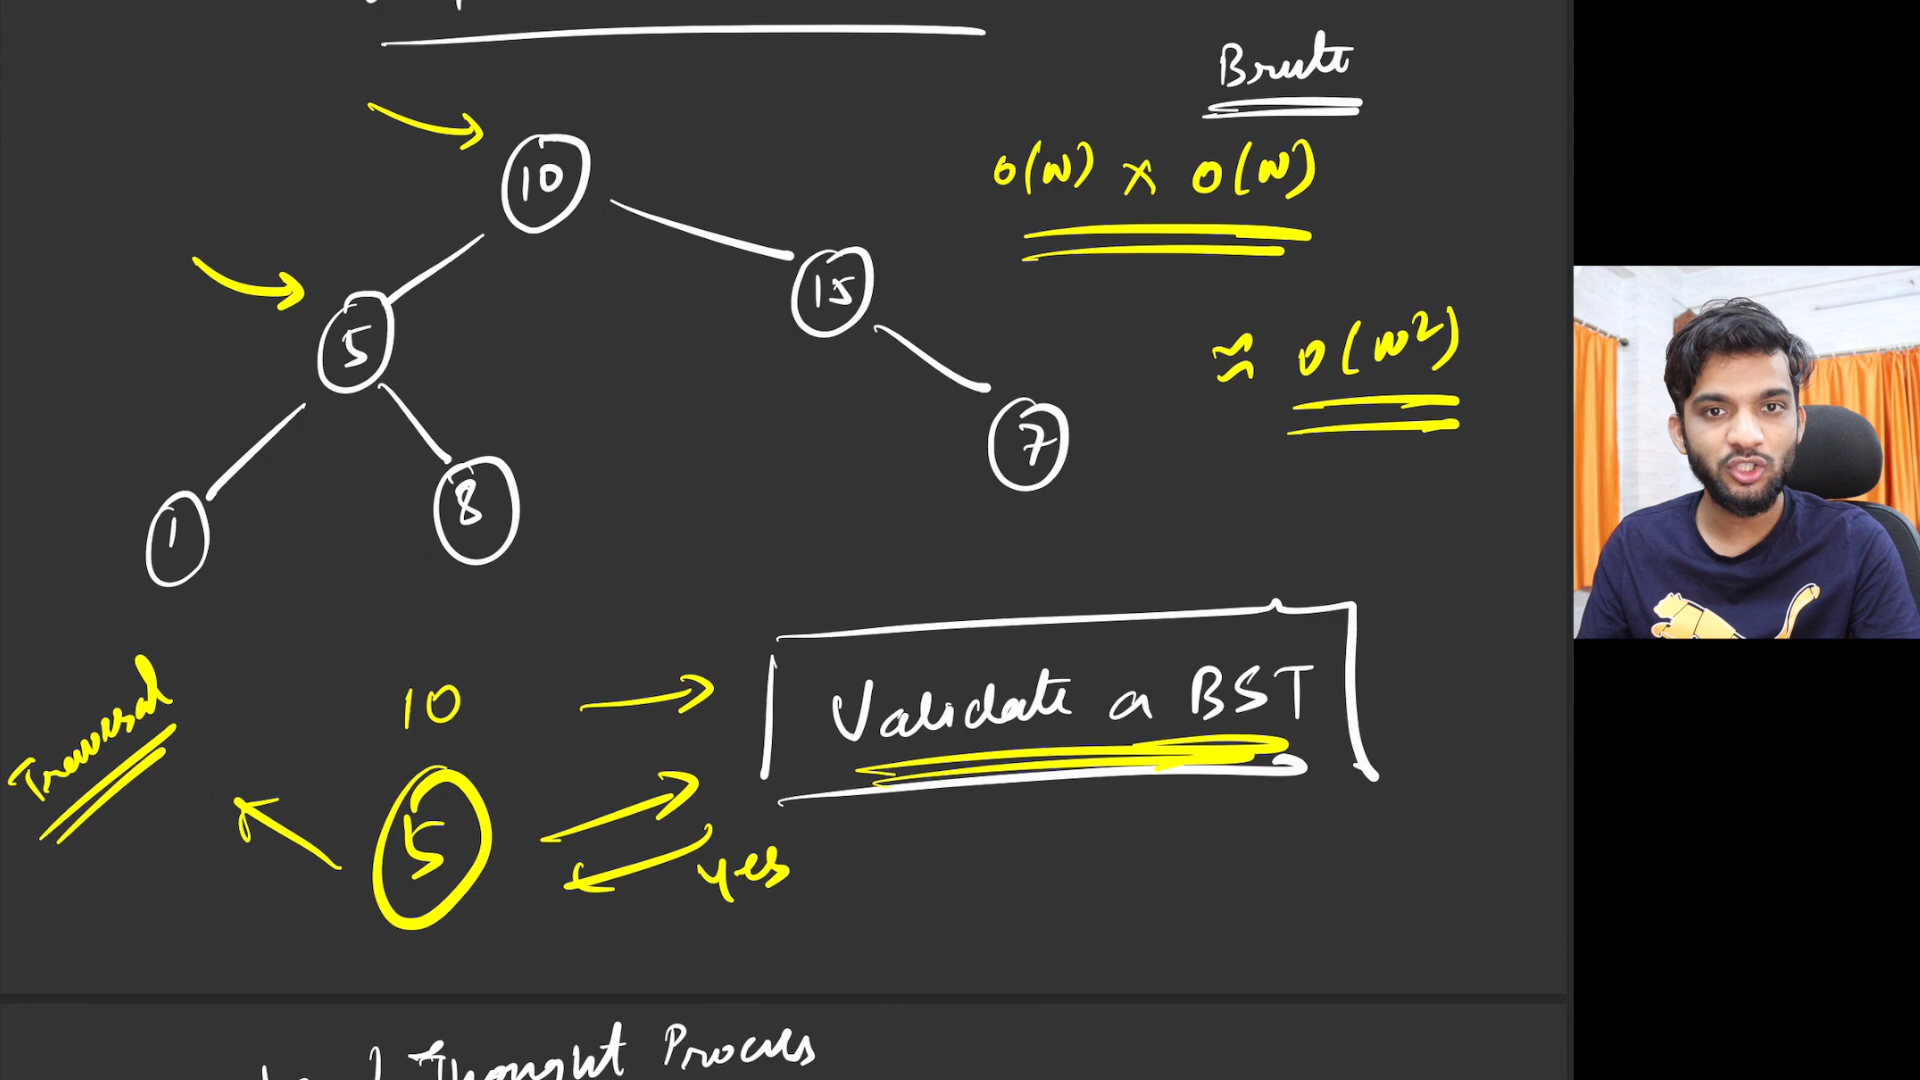 Brute
10
O(N) x O(N)
15
5
≈ O(N²)
7
8
1
Traversal
10
Validate a BST
5
yes
Thought Process